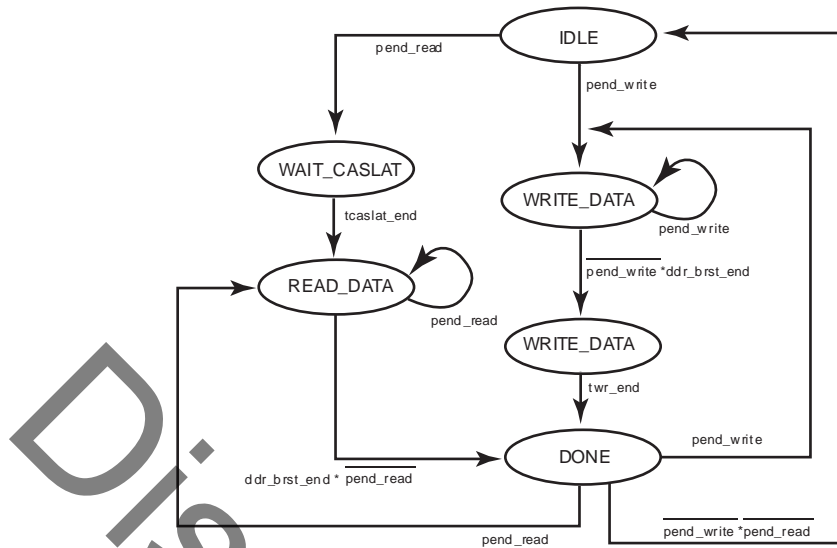 IDLE
pend_read
pend_write
WAIT_CASLAT
WRITE_DATA
tcaslat_end
pend_write
pend_write *ddr_brst_end
READ_DATA
pend_read
WRITE_DATA
twr_end
pend_write
DONE
ddr_brst_end * pend_read
pend_write *pend_read
pend_read
Dis